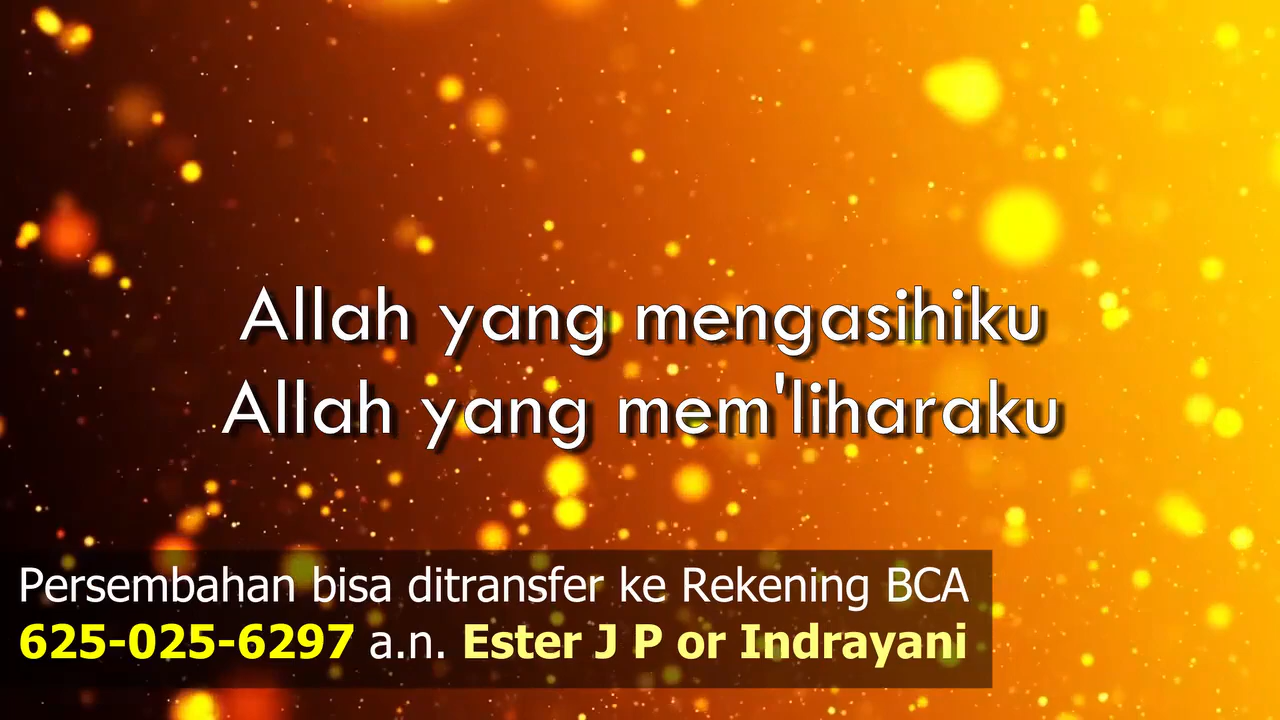 Allah yang mengasihiku
Allah yang mem'liharaku
Persembahan bisa ditransfer ke Rekening BCA
625-025-6297 a.n. Ester J P or Indrayani